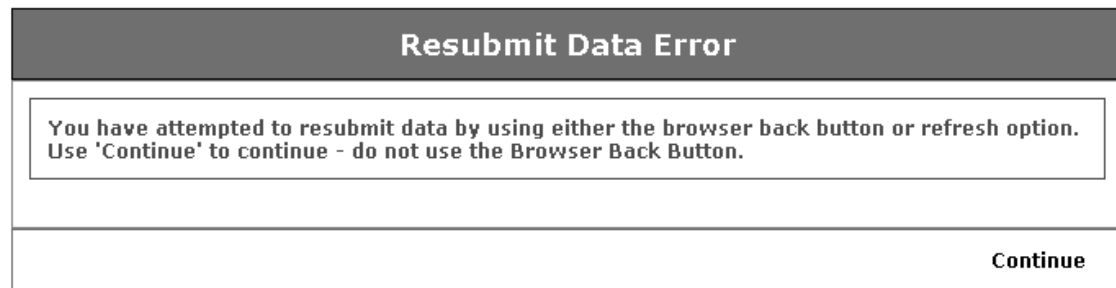 Resubmit Data Error
You have attempted to resubmit data by using either the browser back button or refresh option.
Use 'Continue' to continue - do not use the Browser Back Button.
Continue